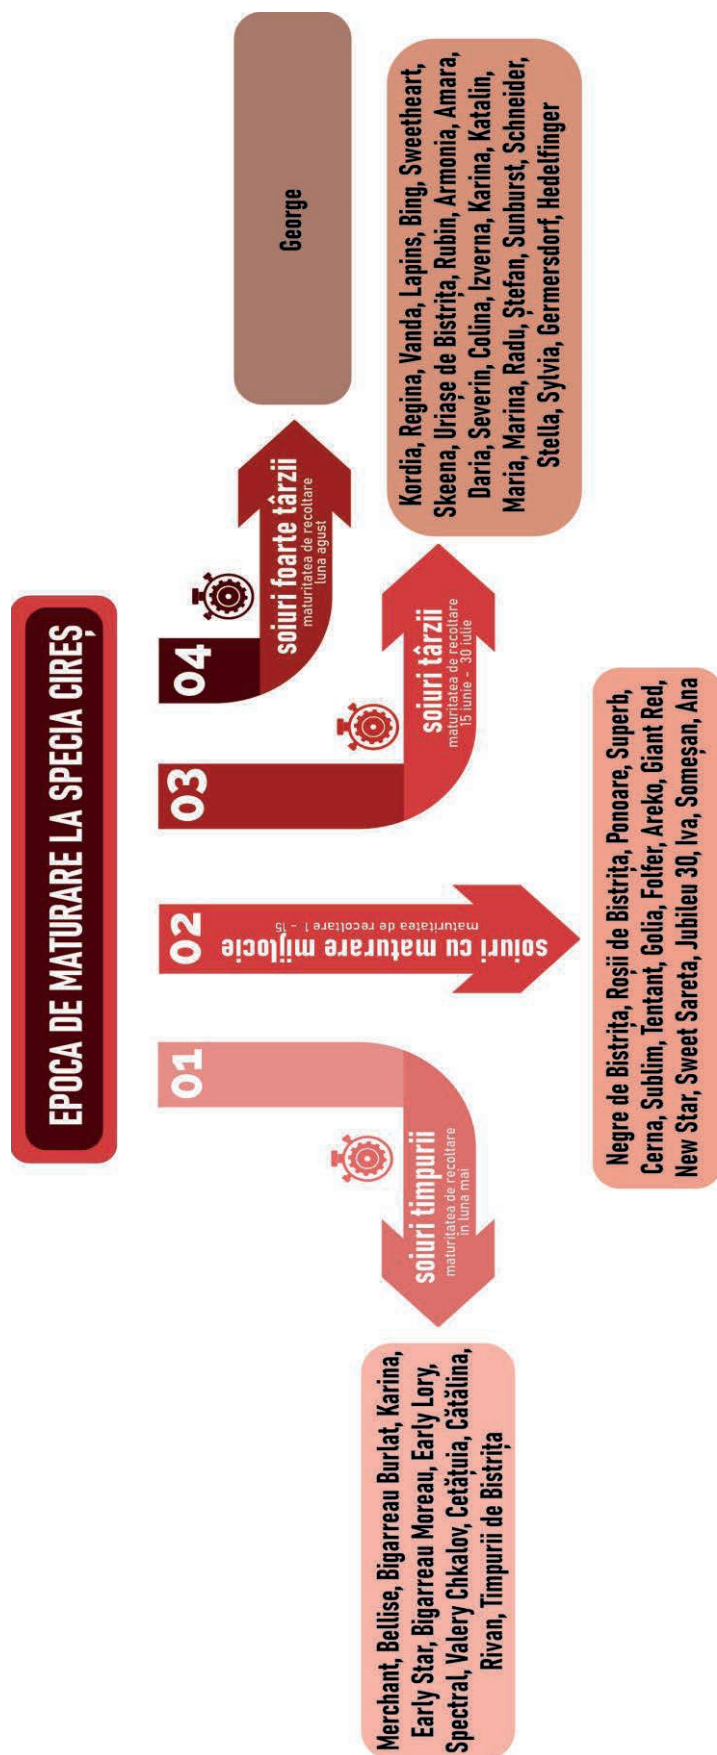 EPOCA DE MATURARE LA SPECIA CIREȘ
01
soiuri timpurii
maturitatea de recoltare
in luna mai
Merchant, Bellise, Bigarreau Burlat, Karina,
Early Star, Bigarreau Moreau, Early Lory,
Spectral, Valery Chkalov, Cetățuia, Cătălina,
Rivan, Timpurii de Bistrița
02
soiuri cu maturare mijlocie
maturitatea de recoltare 1 - 15
Negre de Bistrița, Roșii de Bistrița, Ponoare, Superb,
Cerna, Sublim, Tentant, Golia, Folfer, Areko, Giant Red,
New Star, Sweet Sareta, Jubileu 30, Iva, Someșan, Ana
03
soiuri târzii
maturitatea de recoltare
15 iunie - 30 iulie
Kordia, Regina, Vanda, Lapins, Bing, Sweetheart,
Skeena, Uriașe de Bistrița, Rubin, Armonia, Amara,
Daria, Severin, Colina, Izverna, Karina, Katalin,
Maria, Marina, Radu, Ștefan, Sunburst, Schneider,
Stella, Sylvia, Germersdorf, Hedelfinger
04
soiuri foarte târzii
maturitatea de recoltare
luna agust
George